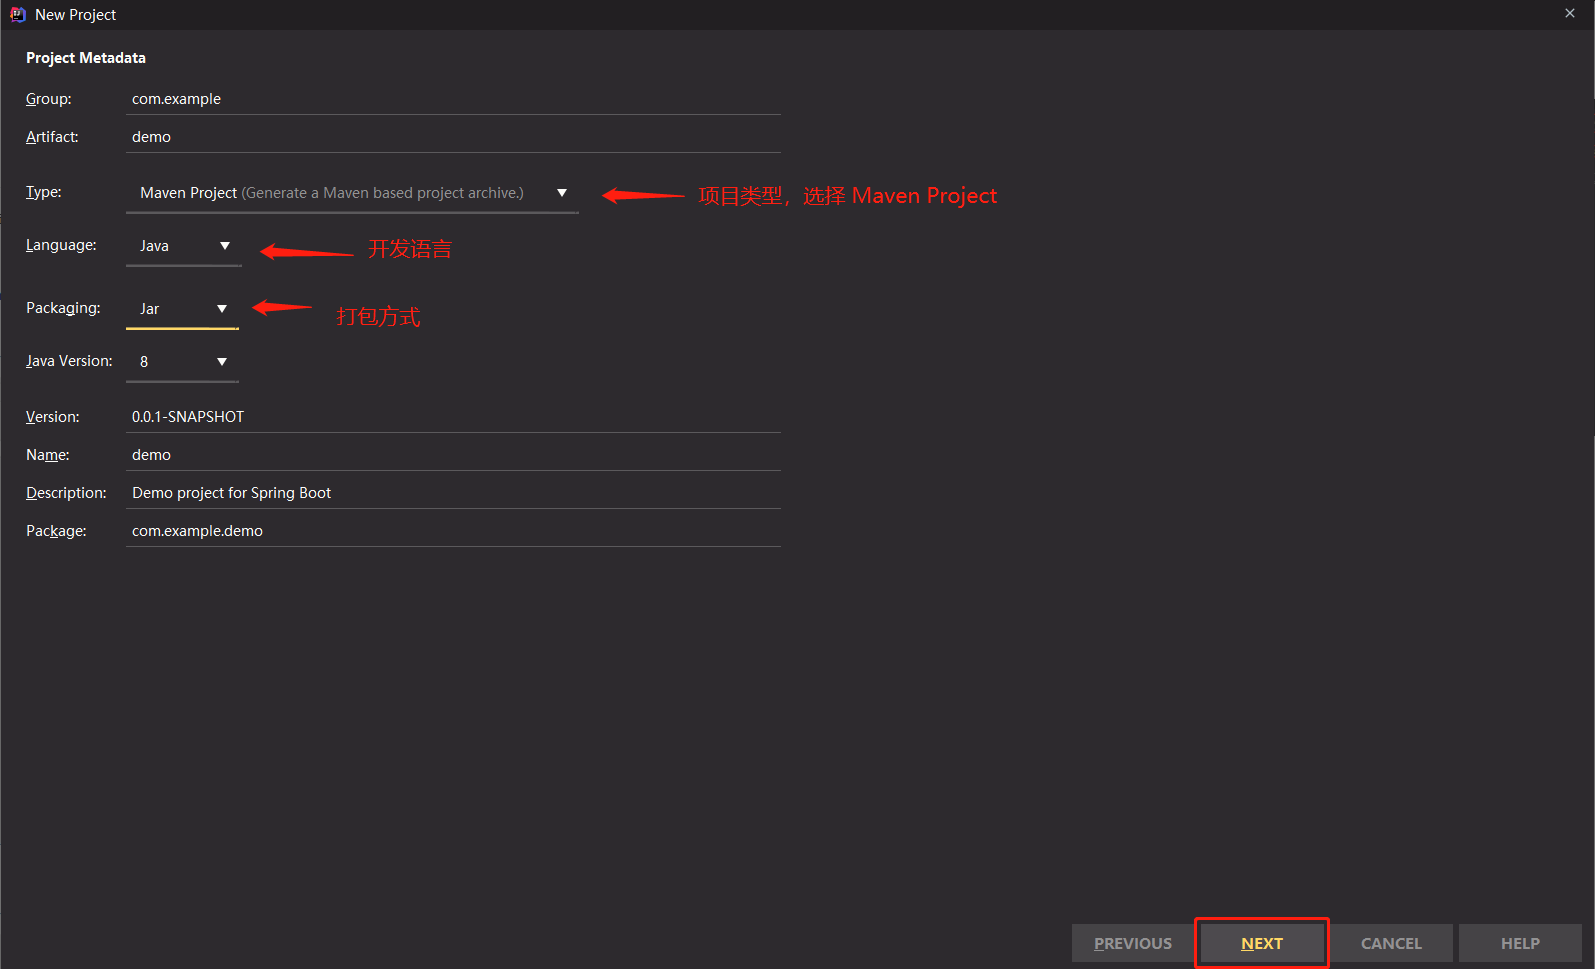 New Project
Project Metadata
Group: com.example
Artifact: demo
Type: Maven Project (Generate a Maven based project archive.) 项目类型，选择 Maven Project
Language: Java 开发语言
Packaging: Jar 打包方式
Java Version: 8
Version: 0.0.1-SNAPSHOT
Name: demo
Description: Demo project for Spring Boot
Package: com.example.demo
PREVIOUS NEXT CANCEL HELP